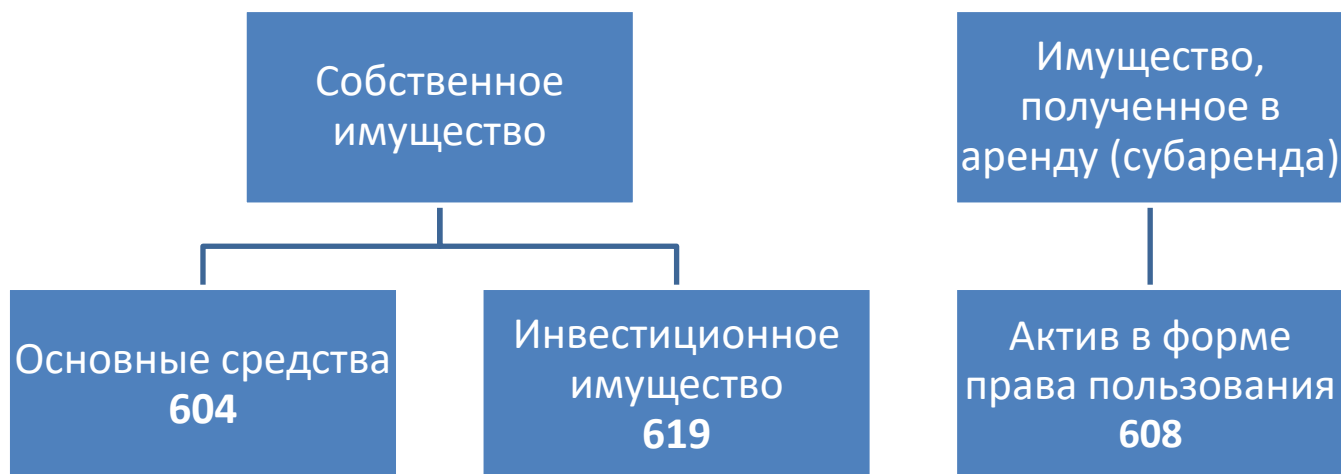 Собственное
имущество
Имущество,
полученное в
аренду (субаренда)
Основные средства
604
Инвестиционное
имущество
619
Актив в форме
права пользования
608